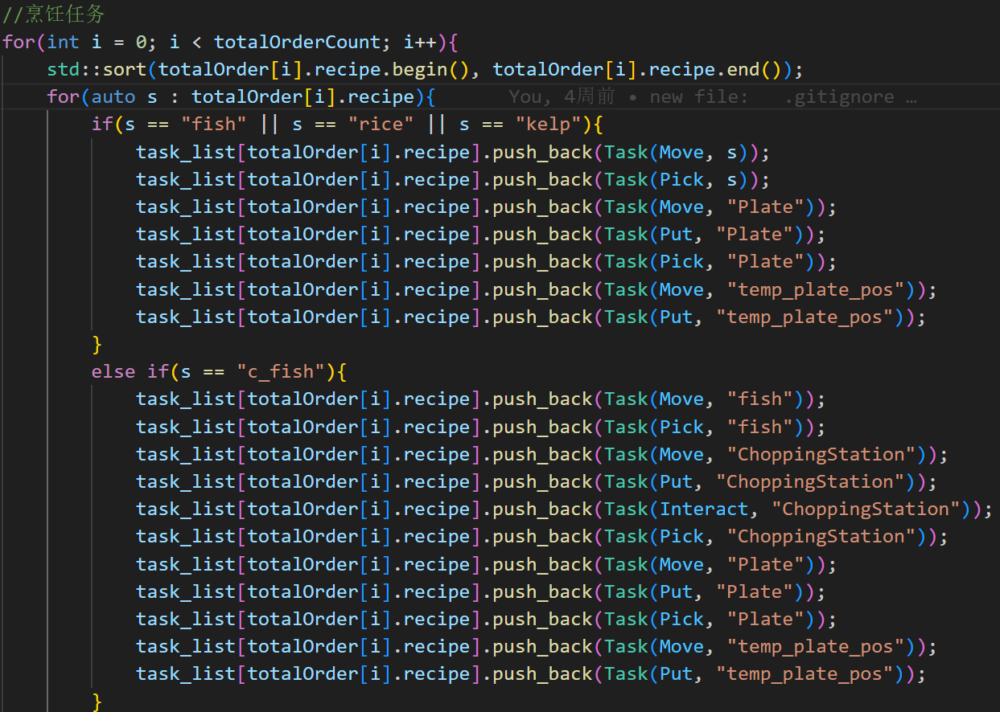 //烹饪任务
for(int i = 0; i < totalOrderCount; i++){
    std::sort(totalOrder[i].recipe.begin(), totalOrder[i].recipe.end());
    for(auto s : totalOrder[i].recipe){    You, 4周前 • new file:   .gitignore …
        if(s == "fish" || s == "rice" || s == "kelp"){
            task_list[totalOrder[i].recipe].push_back(Task(Move, s));
            task_list[totalOrder[i].recipe].push_back(Task(Pick, s));
            task_list[totalOrder[i].recipe].push_back(Task(Move, "Plate"));
            task_list[totalOrder[i].recipe].push_back(Task(Put, "Plate"));
            task_list[totalOrder[i].recipe].push_back(Task(Pick, "Plate"));
            task_list[totalOrder[i].recipe].push_back(Task(Move, "temp_plate_pos"));
            task_list[totalOrder[i].recipe].push_back(Task(Put, "temp_plate_pos"));
        }
        else if(s == "c_fish"){
            task_list[totalOrder[i].recipe].push_back(Task(Move, "fish"));
            task_list[totalOrder[i].recipe].push_back(Task(Pick, "fish"));
            task_list[totalOrder[i].recipe].push_back(Task(Move, "ChoppingStation"));
            task_list[totalOrder[i].recipe].push_back(Task(Put, "ChoppingStation"));
            task_list[totalOrder[i].recipe].push_back(Task(Interact, "ChoppingStation"));
            task_list[totalOrder[i].recipe].push_back(Task(Pick, "ChoppingStation"));
            task_list[totalOrder[i].recipe].push_back(Task(Move, "Plate"));
            task_list[totalOrder[i].recipe].push_back(Task(Put, "Plate"));
            task_list[totalOrder[i].recipe].push_back(Task(Pick, "Plate"));
            task_list[totalOrder[i].recipe].push_back(Task(Move, "temp_plate_pos"));
            task_list[totalOrder[i].recipe].push_back(Task(Put, "temp_plate_pos"));
        }